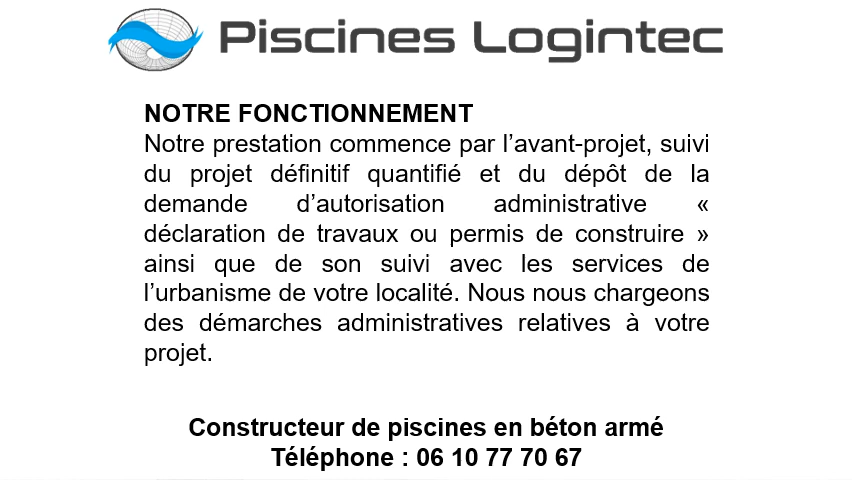 Piscines Logintec
NOTRE FONCTIONNEMENT
Notre prestation commence par l’avant-projet, suivi
du projet définitif quantifié et du dépôt de la
demande d’autorisation administrative «
déclaration de travaux ou permis de construire »
ainsi que de son suivi avec les services de
l’urbanisme de votre localité. Nous nous chargeons
des démarches administratives relatives à votre
projet.
Constructeur de piscines en béton armé
Téléphone : 06 10 77 70 67